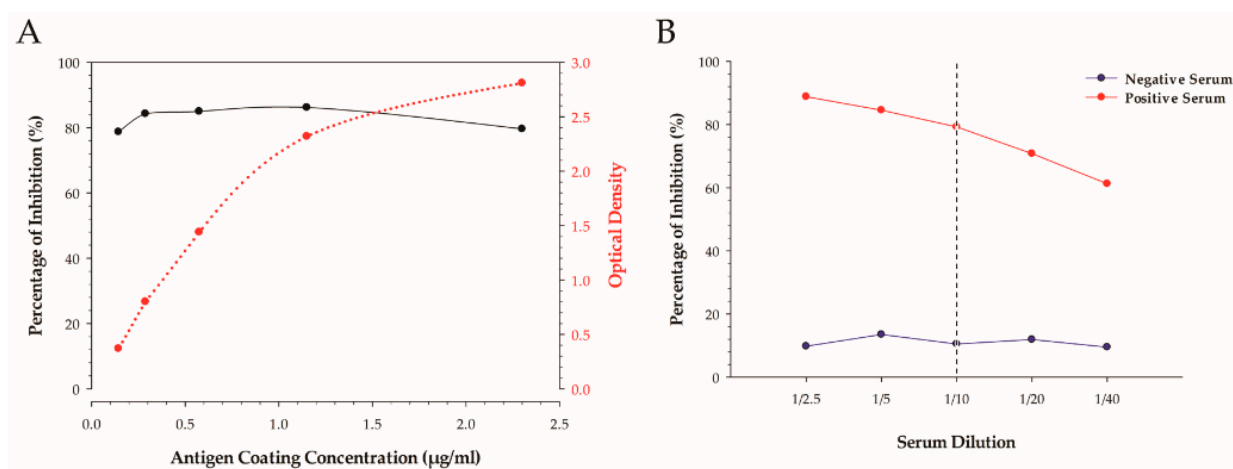 A
B
Percentage of Inhibition (%)
100
80
60
40
20
0
3.0
2.5
2.0
1.5
1.0
0.5
0.0
Optical Density
0.0 0.5 1.0 1.5 2.0 2.5
Antigen Coating Concentration (μg/ml)
Percentage of Inhibition (%)
100
80
60
40
20
0
Negative Serum
Positive Serum
1/2.5 1/5 1/10 1/20 1/40
Serum Dilution